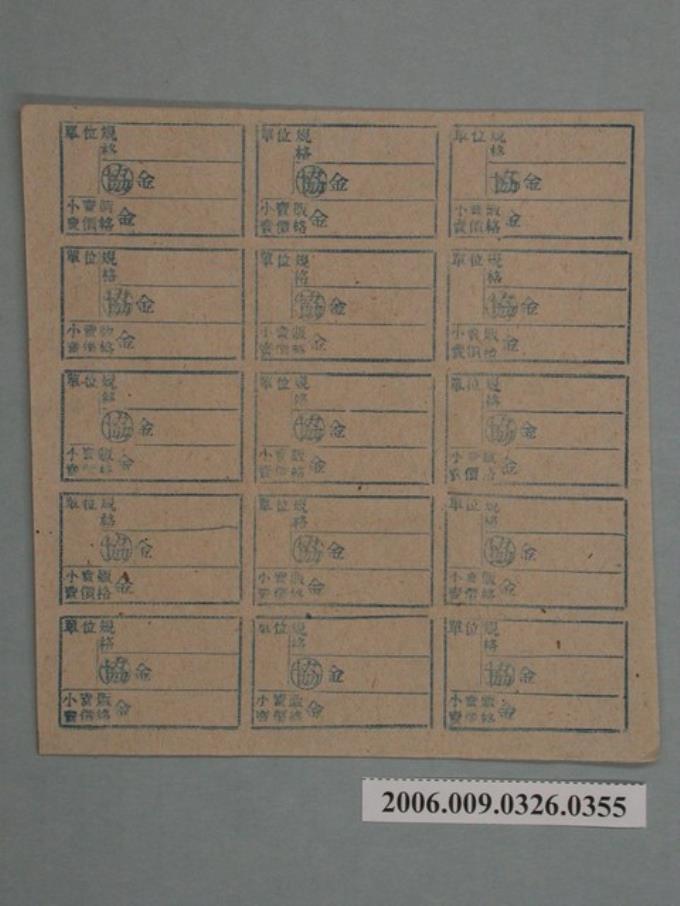 單位規格
協 金
小賣販賣價格 金
單位規格
協 金
小賣販賣價格 金
單位規格
協 金
小賣販賣價格 金
單位規格
協 金
小賣販賣價格 金
單位規格
協 金
小賣販賣價格 金
單位規格
協 金
小賣販賣價格 金
單位規格
協 金
小賣販賣價格 金
單位規格
協 金
小賣販賣價格 金
單位規格
協 金
小賣販賣價格 金
單位規格
協 金
小賣販賣價格 金
單位規格
協 金
小賣販賣價格 金
單位規格
協 金
小賣販賣價格 金
單位規格
協 金
小賣販賣價格 金
單位規格
協 金
小賣販賣價格 金
單位規格
協 金
小賣販賣價格 金
2006.009.0326.0355